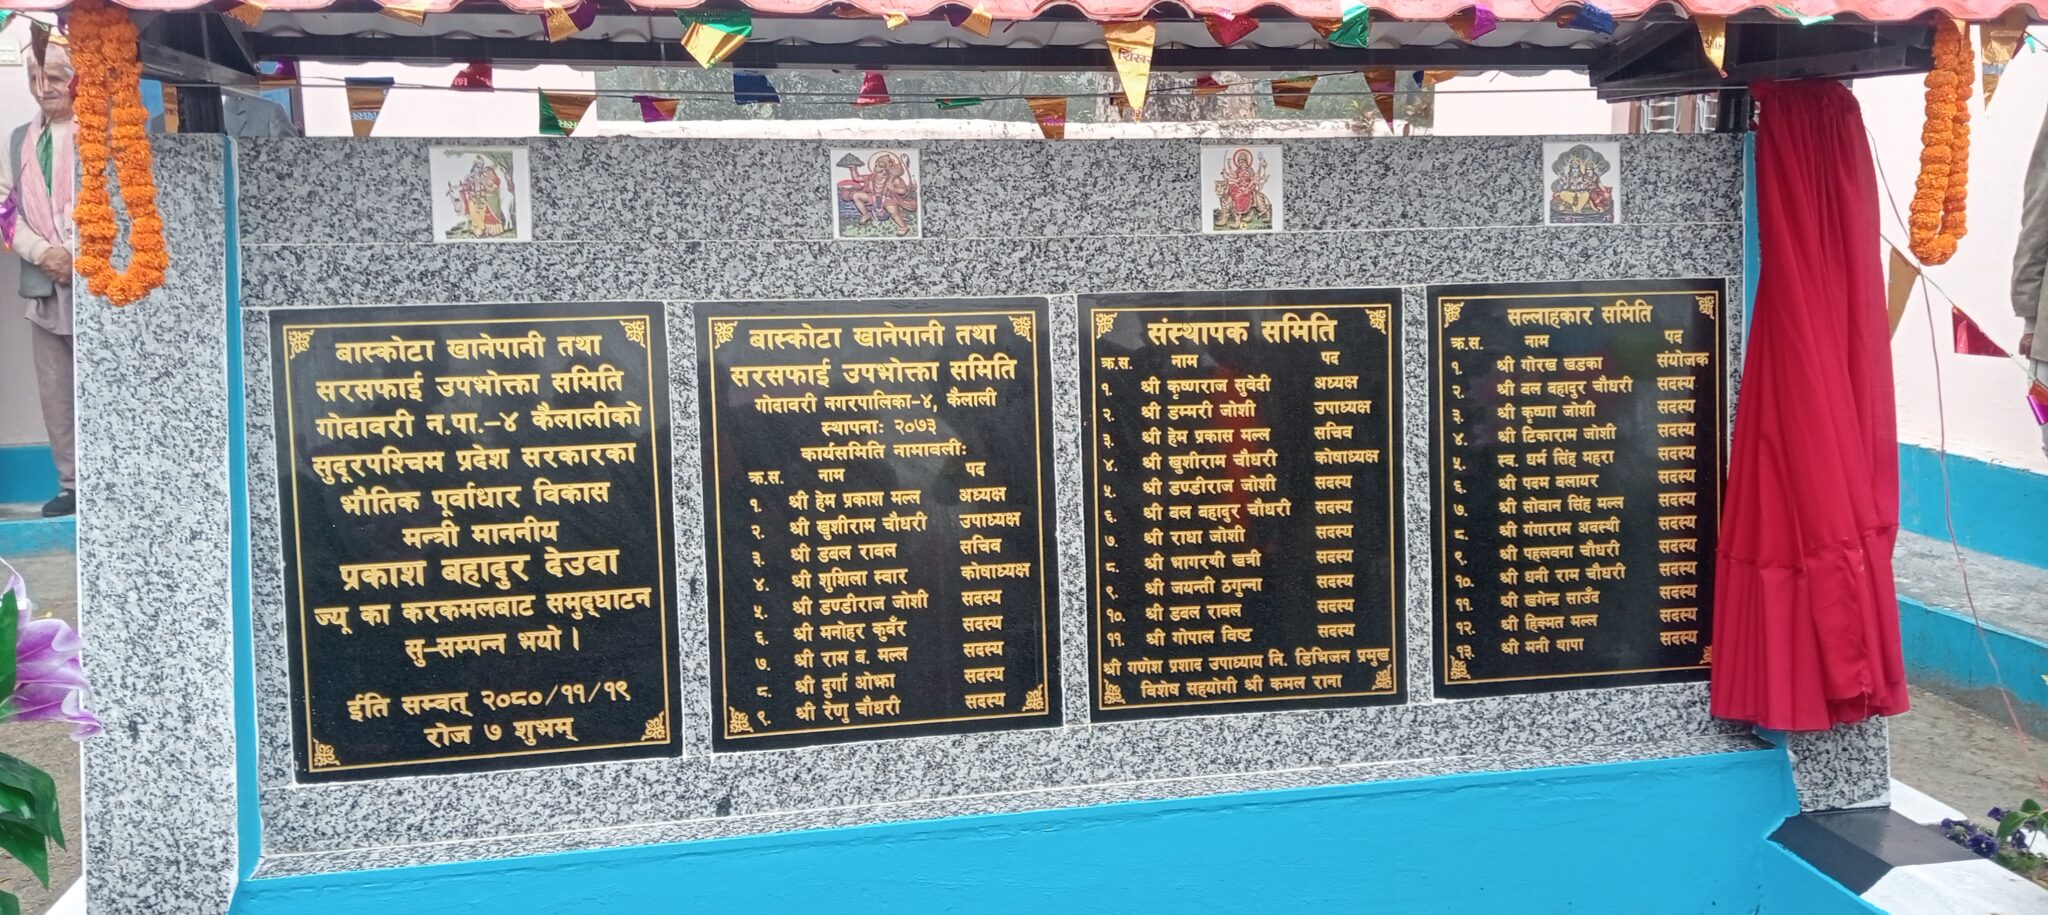 शिखर
बास्कोटा खानेपानी तथा
सरसफाई उपभोक्ता समिति
गोदावरी न.पा.-४ कैलालीको
सुदूरपश्चिम प्रदेश सरकारका
भौतिक पूर्वाधार विकास
मन्त्री माननीय
प्रकाश बहादुर देउवा
ज्यू का करकमलबाट समुद्‌घाटन
सु-सम्पन्न भयो ।
ईति सम्वत् २०८०/११/१९
रोज ७ शुभम्
बास्कोटा खानेपानी तथा
सरसफाई उपभोक्ता समिति
गोदावरी नगरपालिका-४, कैलाली
स्थापनाः २०७३
कार्यसमिति नामावलीः
क्र.स. नाम पद
१. श्री हेम प्रकाश मल्ल अध्यक्ष
२. श्री खुशीराम चौधरी उपाध्यक्ष
३. श्री डबल रावल सचिव
४. श्री शुशिला स्वार कोषाध्यक्ष
५. श्री डण्डीराज जोशी सदस्य
६. श्री मनोहर कुवँर सदस्य
७. श्री राम ब. मल्ल सदस्य
८. श्री दुर्गा ओझा सदस्य
९. श्री रेणु चौधरी सदस्य
संस्थापक समिति
क्र.स. नाम पद
१. श्री कृष्णराज सुवेदी अध्यक्ष
२. श्री डम्मरी जोशी उपाध्यक्ष
३. श्री हेम प्रकास मल्ल सचिव
४. श्री खुशीराम चौधरी कोषाध्यक्ष
५. श्री डण्डीराज जोशी सदस्य
६. श्री बल बहादुर चौधरी सदस्य
७. श्री राधा जोशी सदस्य
८. श्री भागरयी खत्री सदस्य
९. श्री जयन्ती ठगुन्ना सदस्य
१०. श्री डबल रावल सदस्य
११. श्री गोपाल विष्ट सदस्य
श्री गणेश प्रशाद उपाध्याय नि. डिभिजन प्रमुख
विशेष सहयोगी श्री कमल राना
सल्लाहकार समिति
क्र.स. नाम पद
१. श्री गोरख खडका संयोजक
२. श्री बल बहादुर चौधरी सदस्य
३. श्री कृष्णा जोशी सदस्य
४. श्री टिकाराम जोशी सदस्य
५. स्व. धर्म सिंह महरा सदस्य
६. श्री पदम बलायर सदस्य
७. श्री सोवान सिंह मल्ल सदस्य
८. श्री गंगाराम अवस्थी सदस्य
९. श्री पहलवना चौधरी सदस्य
१०. श्री धनी राम चौधरी सदस्य
११. श्री खगेन्द्र साउँद सदस्य
१२. श्री हिक्मत मल्ल सदस्य
१३. श्री मनी थापा सदस्य